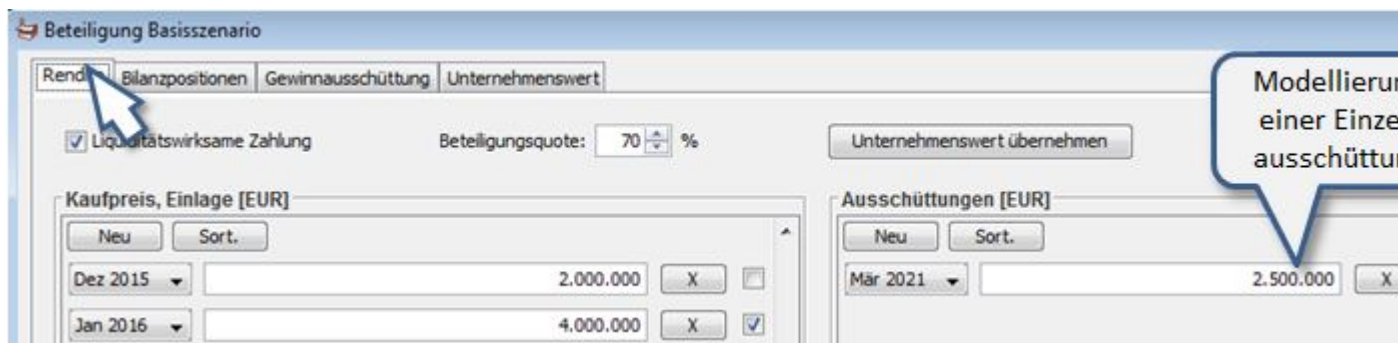 Beteiligung Basisszenario
Bilanzpositionen Gewinnausschüttung Unternehmenswert
Liquiditätswirksame Zahlung Beteiligungsquote: 70 % Unternehmenswert übernehmen
einer
Kaufpreis, Einlage [EUR] Ausschüttungen [EUR]
Neu Sort. Neu Sort.
Dez 2015 2.000.000 X Mär 2021 2.500.000 X
Jan 2016 4.000.000 X